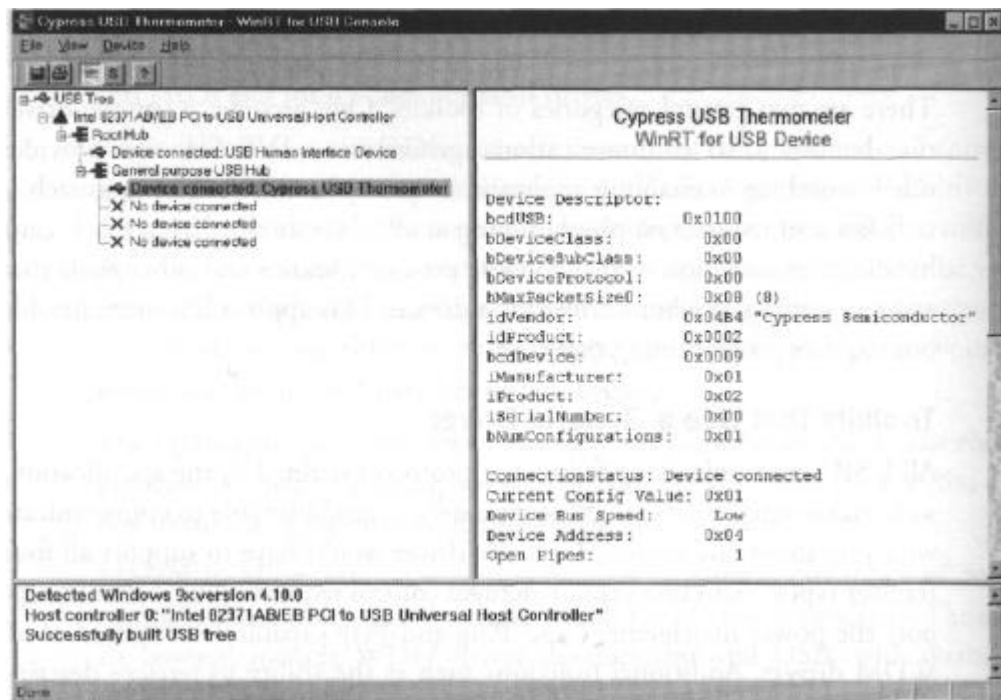 Cypress USB Thermometer - WinRT for USB Console
File View Device Help
USB Tree
Intel 82371AB/EB PCI to USB Universal Host Controller
Root Hub
Device connected: USB Human Interface Device
General purpose USB Hub
Device connected: Cypress USB Thermometer
No device connected
No device connected
No device connected
Cypress USB Thermometer
WinRT for USB Device
Device Descriptor:
bcdUSB: 0x0100
bDeviceClass: 0x00
bDeviceSubClass: 0x00
bDeviceProtocol: 0x00
bMaxPacketSize0: 0x08 (8)
idVendor: 0x04B4 "Cypress Semiconductor"
idProduct: 0x0002
bcdDevice: 0x0009
iManufacturer: 0x01
iProduct: 0x02
iSerialNumber: 0x00
bNumConfigurations: 0x01
ConnectionStatus: Device connected
Current Config Value: 0x01
Device Bus Speed: Low
Device Address: 0x04
Open Pipes: 1
Detected Windows 9x version 4.10.0
Host controller 0: "Intel 82371AB/EB PCI to USB Universal Host Controller"
Successfully built USB tree
Done